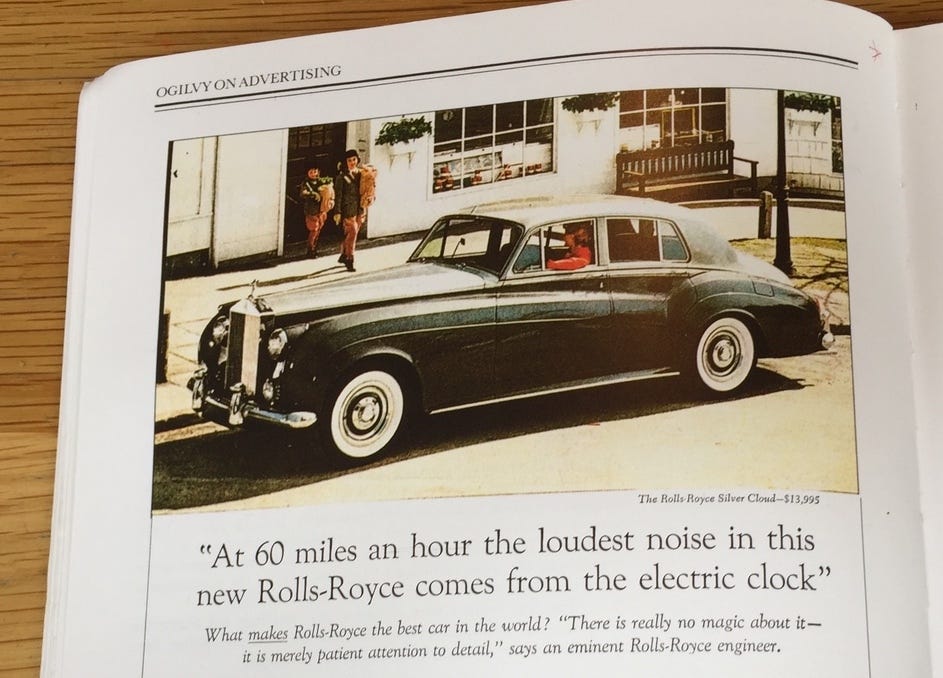 OGILVY ON ADVERTISING
The Rolls-Royce Silver Cloud—$13,995
“At 60 miles an hour the loudest noise in this
new Rolls-Royce comes from the electric clock”
What makes Rolls-Royce the best car in the world? “There is really no magic about it—
it is merely patient attention to detail,” says an eminent Rolls-Royce engineer.